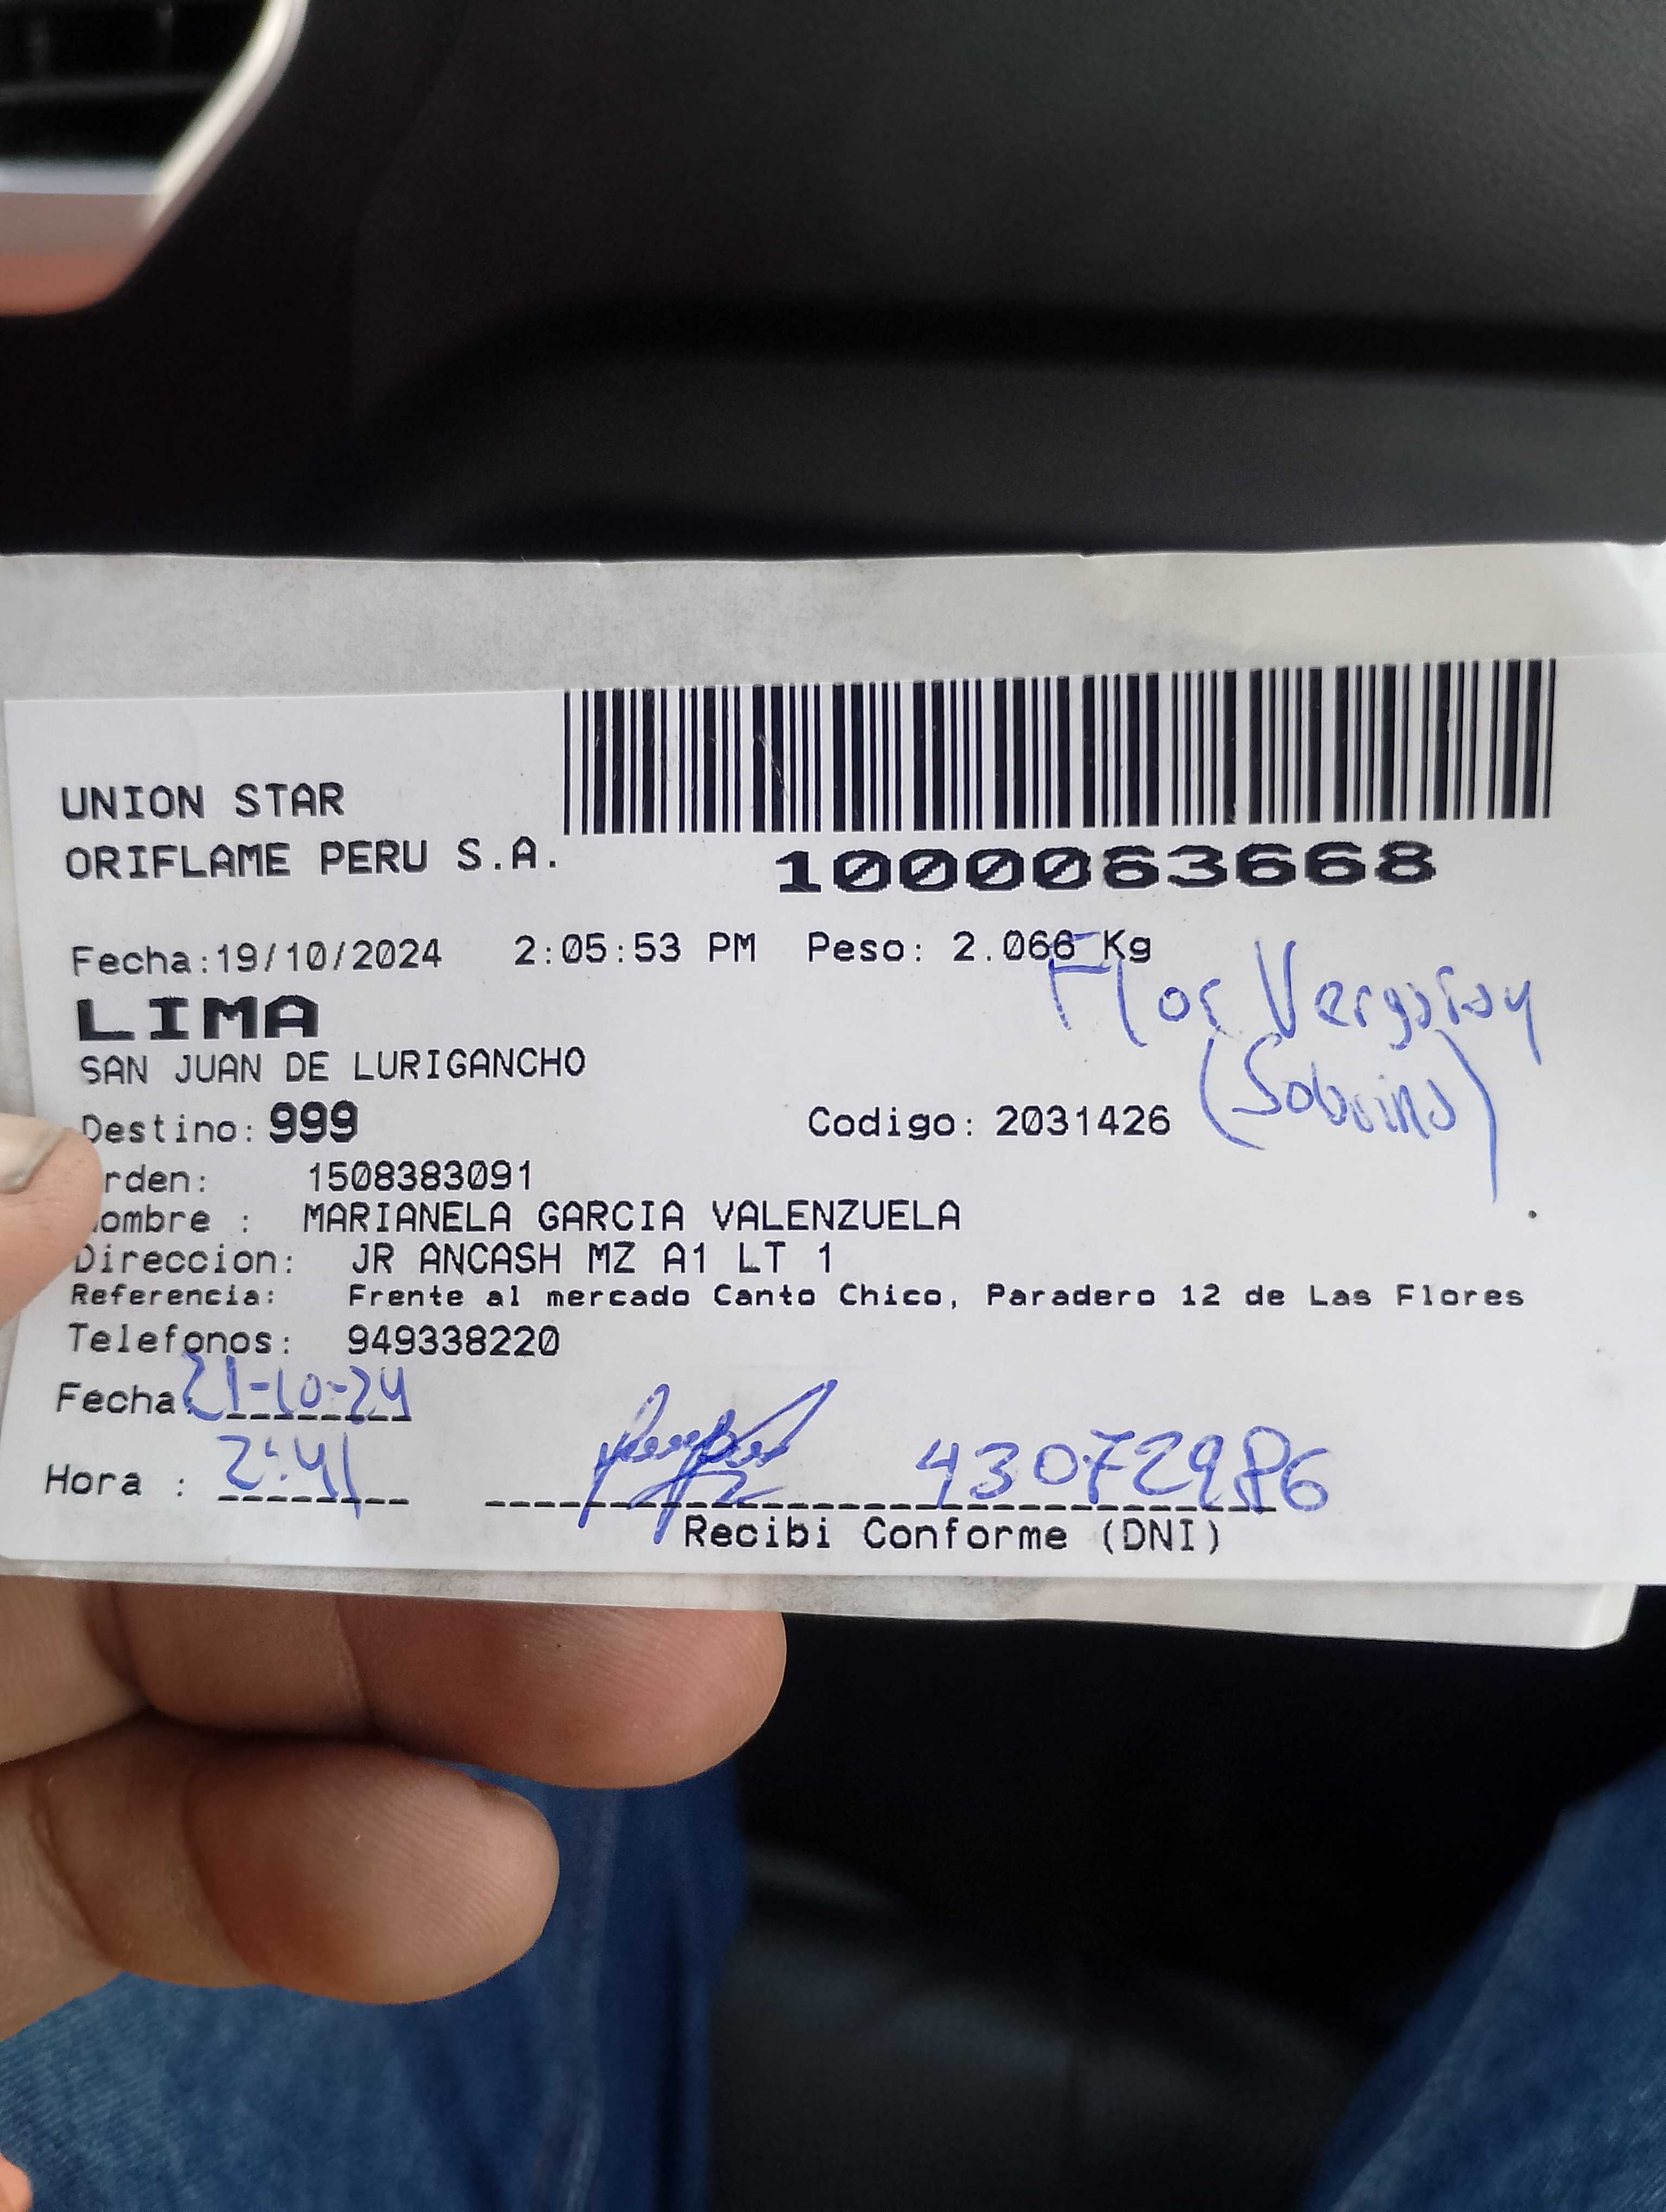 UNION STAR
ORIFLAME PERU S.A.
1000063668
Fecha:19/10/2024 2:05:53 PM Peso: 2.066 Kg
LIMA
Flor
SAN JUAN DE LURIGANCHO
Destino: 999 Codigo: 2031426
rden: 1508383091
ombre : MARIANELA GARCIA VALENZUELA
Direccion: JR ANCASH MZ A1 LT 1
Referencia: Frente al mercado Canto Chico, Paradero 12 de Las Flores
Telefonos: 949338220
Fecha: 21-10-24
Hora : 2:41 43072986
Recibi Conforme (DNI)